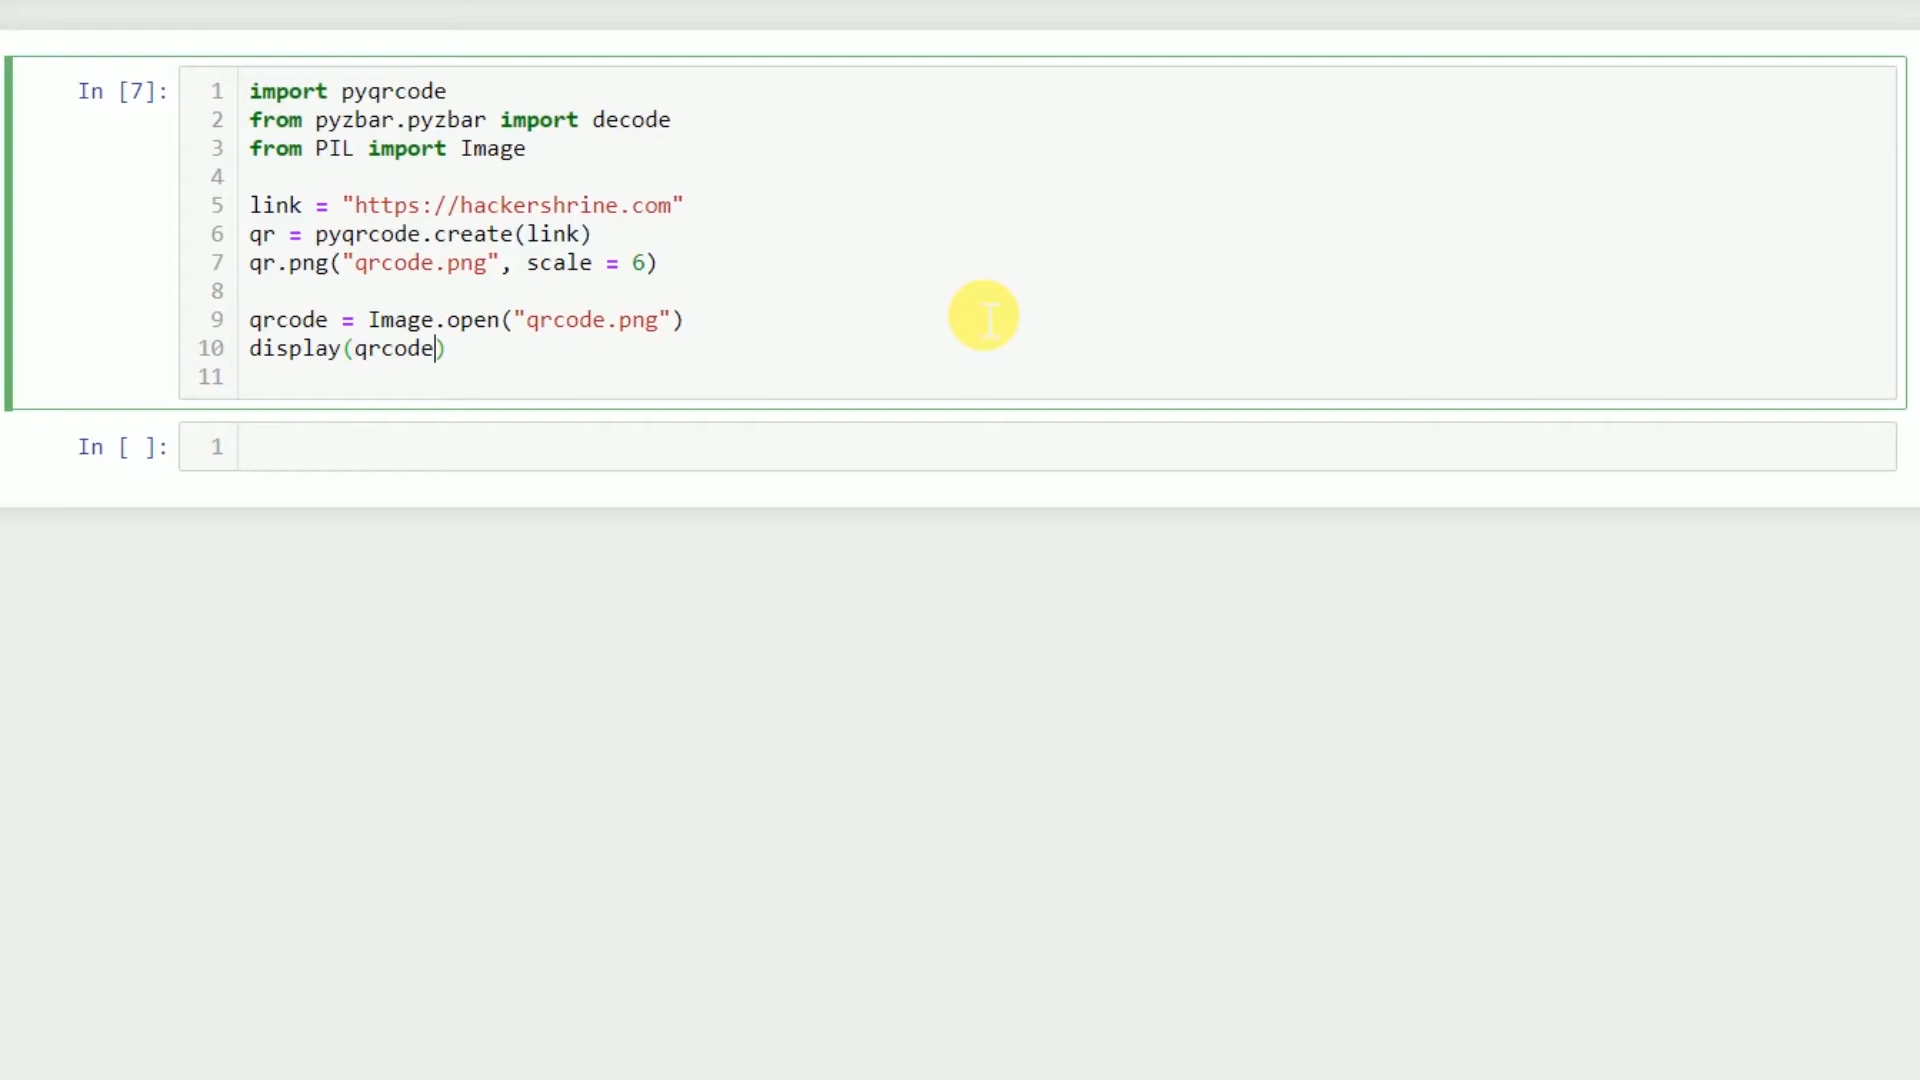 In [7]:
1 import pyqrcode
2 from pyzbar.pyzbar import decode
3 from PIL import Image
4
5 link = "https://hackershrine.com"
6 qr = pyqrcode.create(link)
7 qr.png("qrcode.png", scale = 6)
8
9 qrcode = Image.open("qrcode.png")
10 display(qrcode)
11
In [ ]:
1